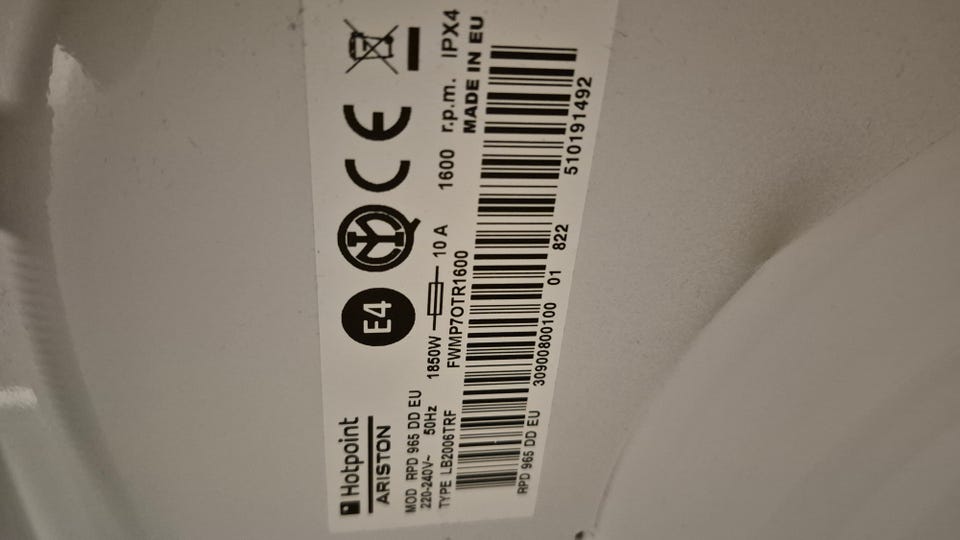 Hotpoint
ARISTON
E4
CE
MOD RPD 965 DD EU
220-240V~ 50Hz 1850W 10 A 1600 r.p.m. IPX4
TYPE LB2006TRF FWMP7OTR1600 MADE IN EU
510191492
RPD 965 DD EU 30900800100 01 822